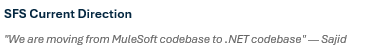 SFS Current Direction
"We are moving from MuleSoft codebase to .NET codebase" — Sajid